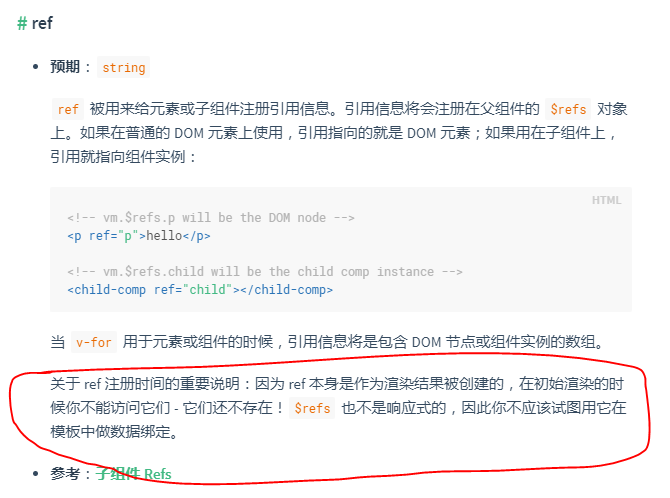 # ref
• 预期： string
ref 被用来给元素或子组件注册引用信息。引用信息将会注册在父组件的 $refs 对象
上。如果在普通的 DOM 元素上使用，引用指向的就是 DOM 元素；如果用在子组件上，
引用就指向组件实例：
HTML
<!-- vm.$refs.p will be the DOM node -->
<p ref="p">hello</p>
<!-- vm.$refs.child will be the child comp instance -->
<child-comp ref="child"></child-comp>
当 v-for 用于元素或组件的时候，引用信息将是包含 DOM 节点或组件实例的数组。
关于 ref 注册时间的重要说明：因为 ref 本身是作为渲染结果被创建的，在初始渲染的时
候你不能访问它们 - 它们还不存在！ $refs 也不是响应式的，因此你不应该试图用它在
模板中做数据绑定。
• 参考：子组件 Refs